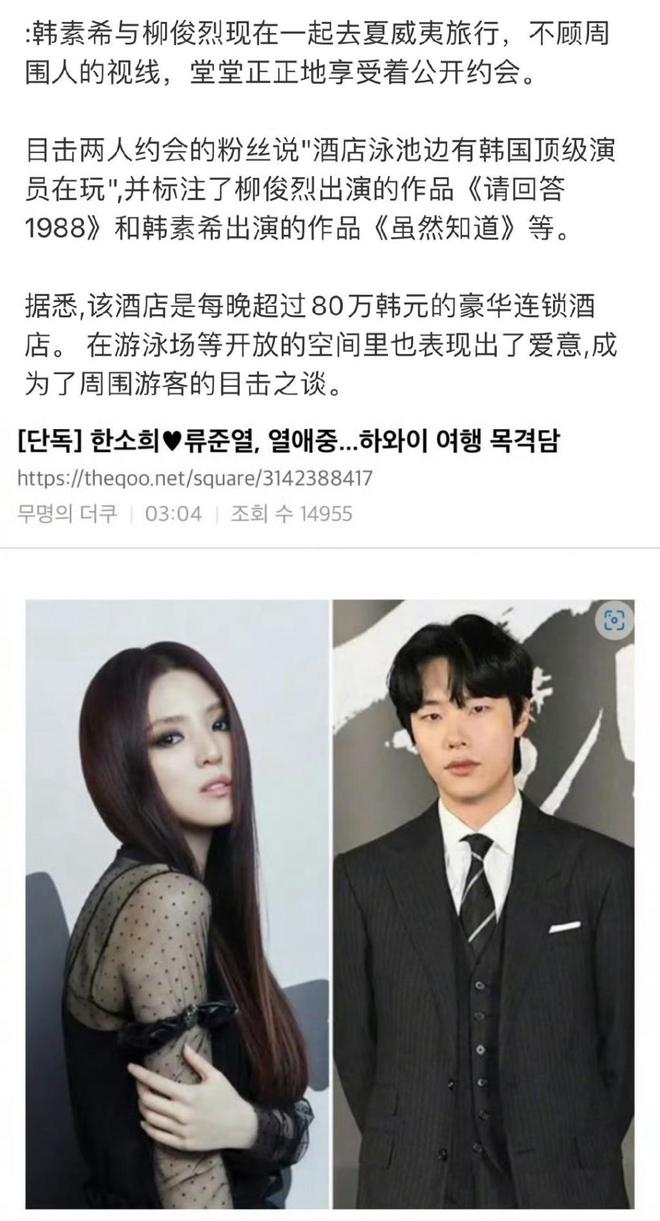 :韩素希与柳俊烈现在一起去夏威夷旅行，不顾周
围人的视线，堂堂正正地享受着公开约会。
目击两人约会的粉丝说"酒店泳池边有韩国顶级演
员在玩",并标注了柳俊烈出演的作品《请回答
1988》和韩素希出演的作品《虽然知道》等。
据悉,该酒店是每晚超过80万韩元的豪华连锁酒
店。 在游泳场等开放的空间里也表现出了爱意,成
为了周围游客的目击之谈。
[단독] 한소희♥류준열, 열애중...하와이 여행 목격담
https://theqoo.net/square/3142388417
무명의 더쿠 | 03:04 | 조회 수 14955